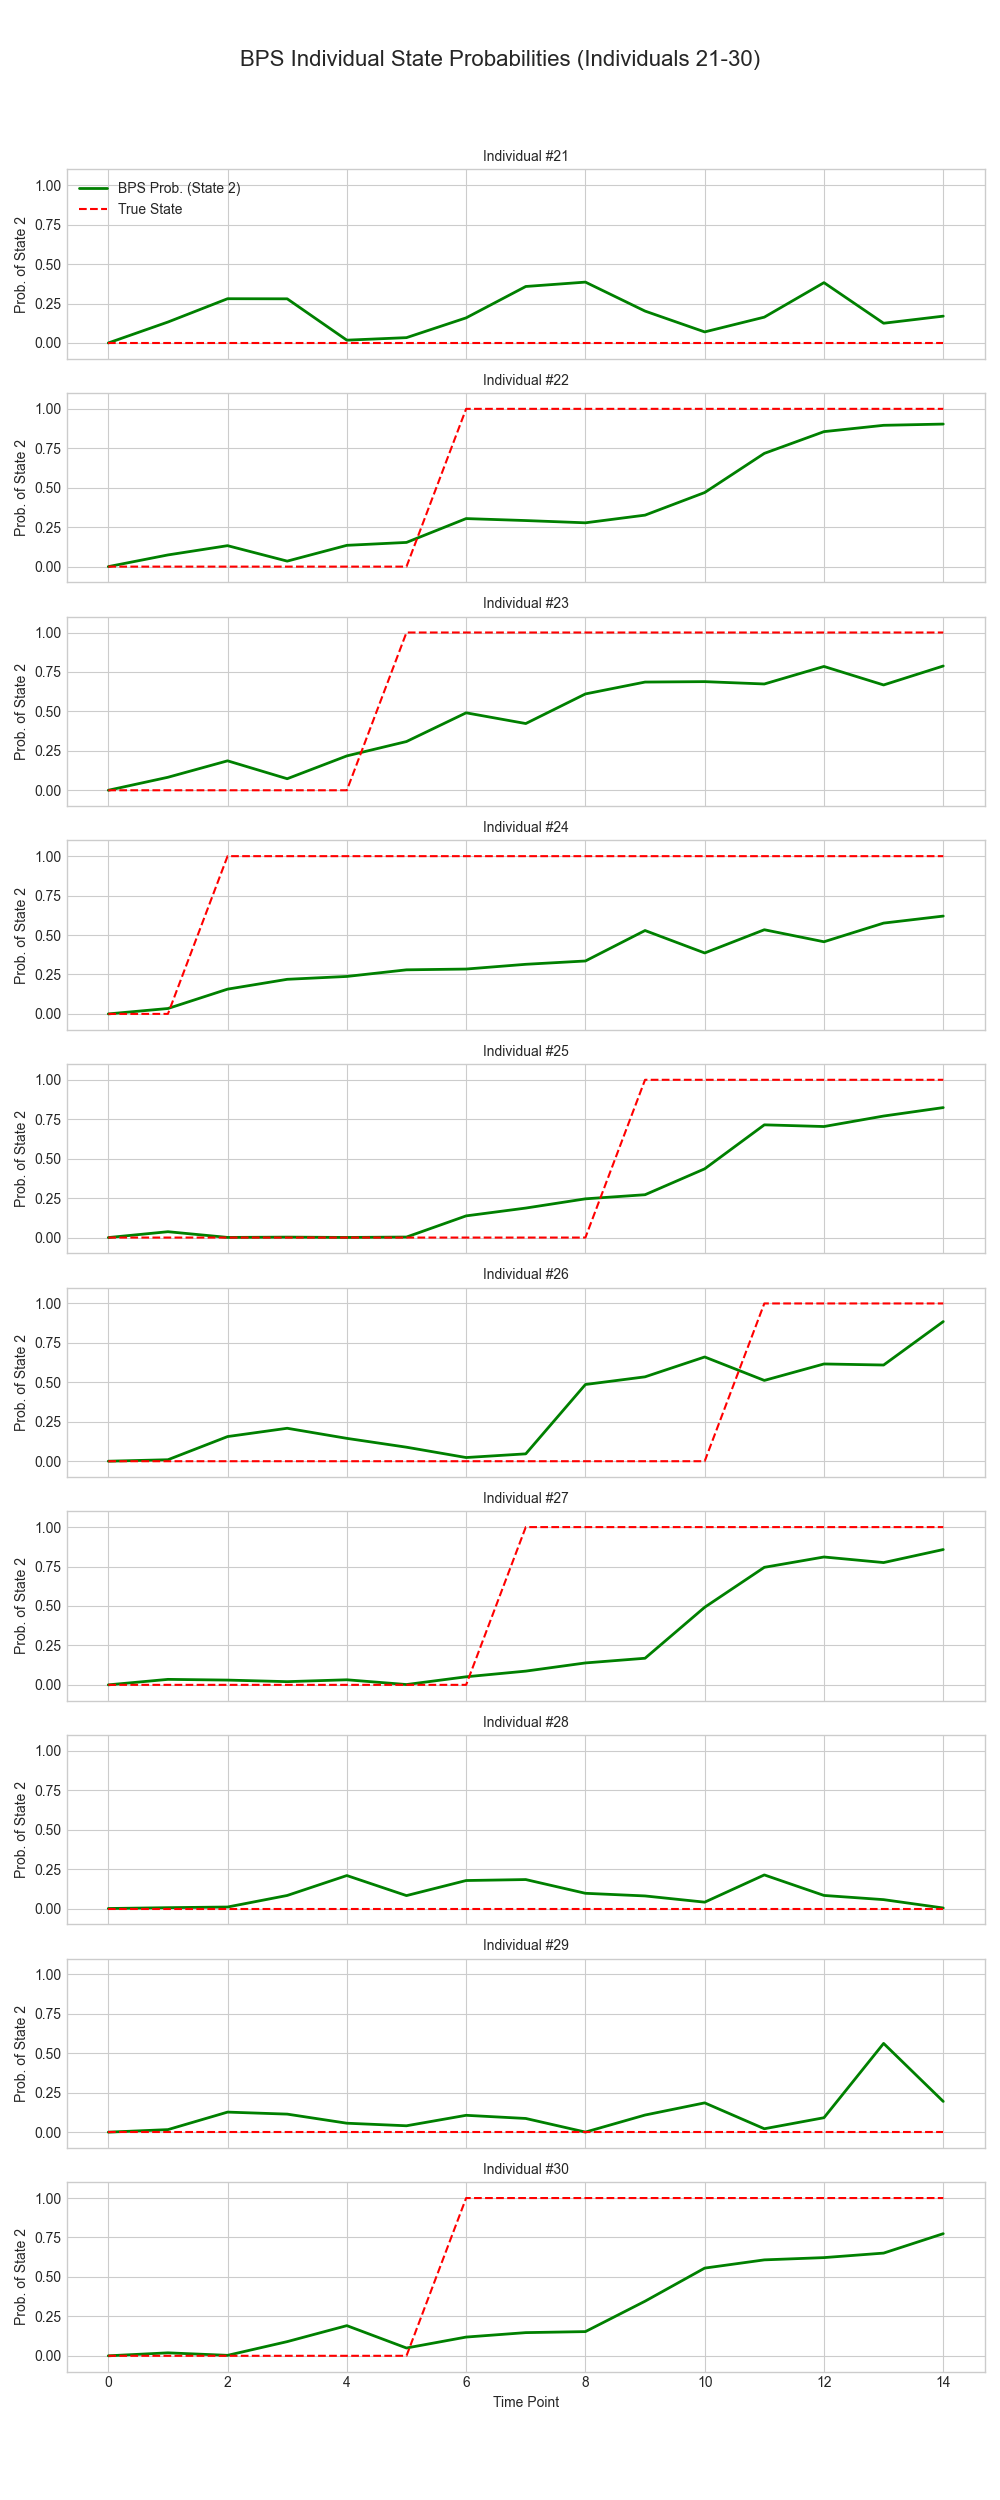 BPS Individual State Probabilities (Individuals 21-30)
Individual #21
BPS Prob. (State 2)
True State
Prob. of State 2
1.00
0.75
0.50
0.25
0.00
Individual #22
Prob. of State 2
1.00
0.75
0.50
0.25
0.00
Individual #23
Prob. of State 2
1.00
0.75
0.50
0.25
0.00
Individual #24
Prob. of State 2
1.00
0.75
0.50
0.25
0.00
Individual #25
Prob. of State 2
1.00
0.75
0.50
0.25
0.00
Individual #26
Prob. of State 2
1.00
0.75
0.50
0.25
0.00
Individual #27
Prob. of State 2
1.00
0.75
0.50
0.25
0.00
Individual #28
Prob. of State 2
1.00
0.75
0.50
0.25
0.00
Individual #29
Prob. of State 2
1.00
0.75
0.50
0.25
0.00
Individual #30
Prob. of State 2
1.00
0.75
0.50
0.25
0.00
0 2 4 6 8 10 12 14
Time Point